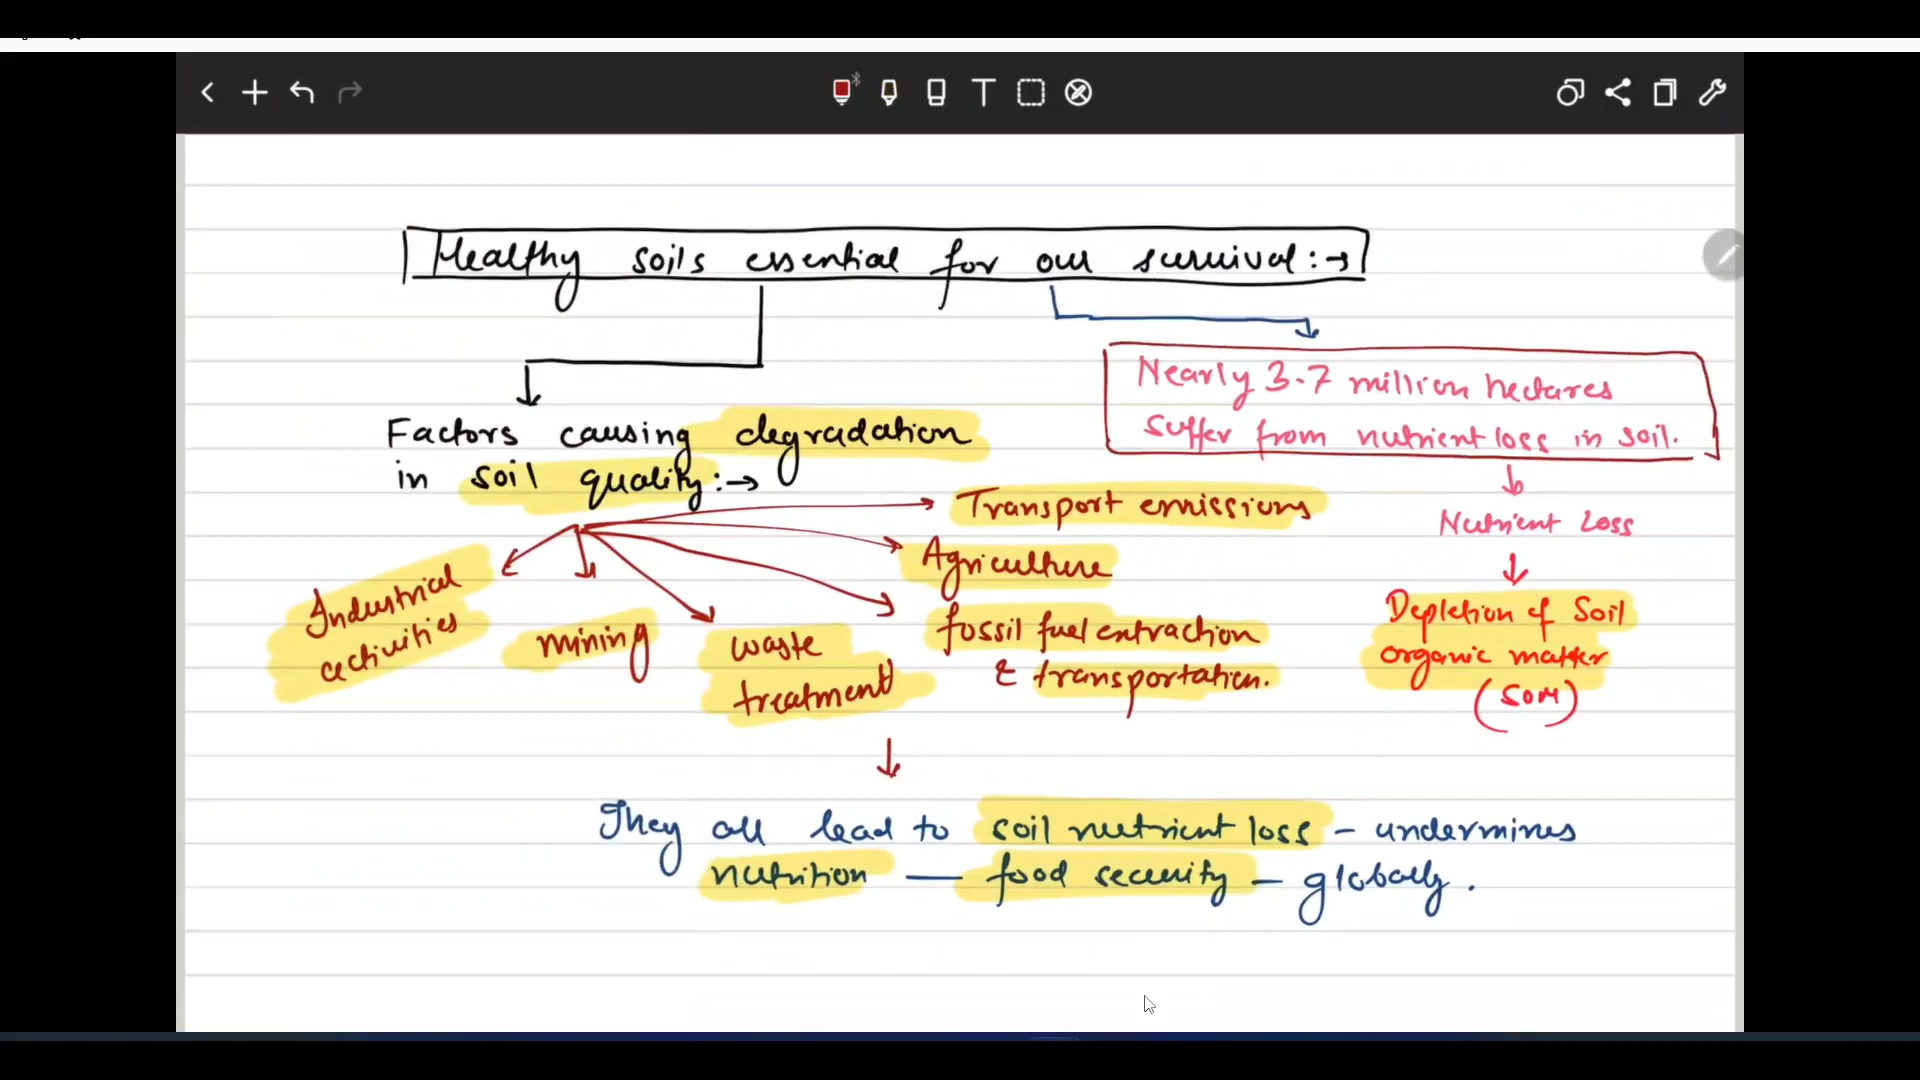 Healthy soils essential for our survival:→
Nearly 3.7 million hectares
suffer from nutrient loss in soil.
Nutrient Loss
Depletion of Soil
organic matter
(SOM)
Factors causing degradation
in soil quality:→
Transport emissions
Agriculture
fossil fuel extraction
& transportation.
Industrial
activities
mining
waste
treatment
They all lead to soil nutrient loss - undermines
nutrition — food security - globally.